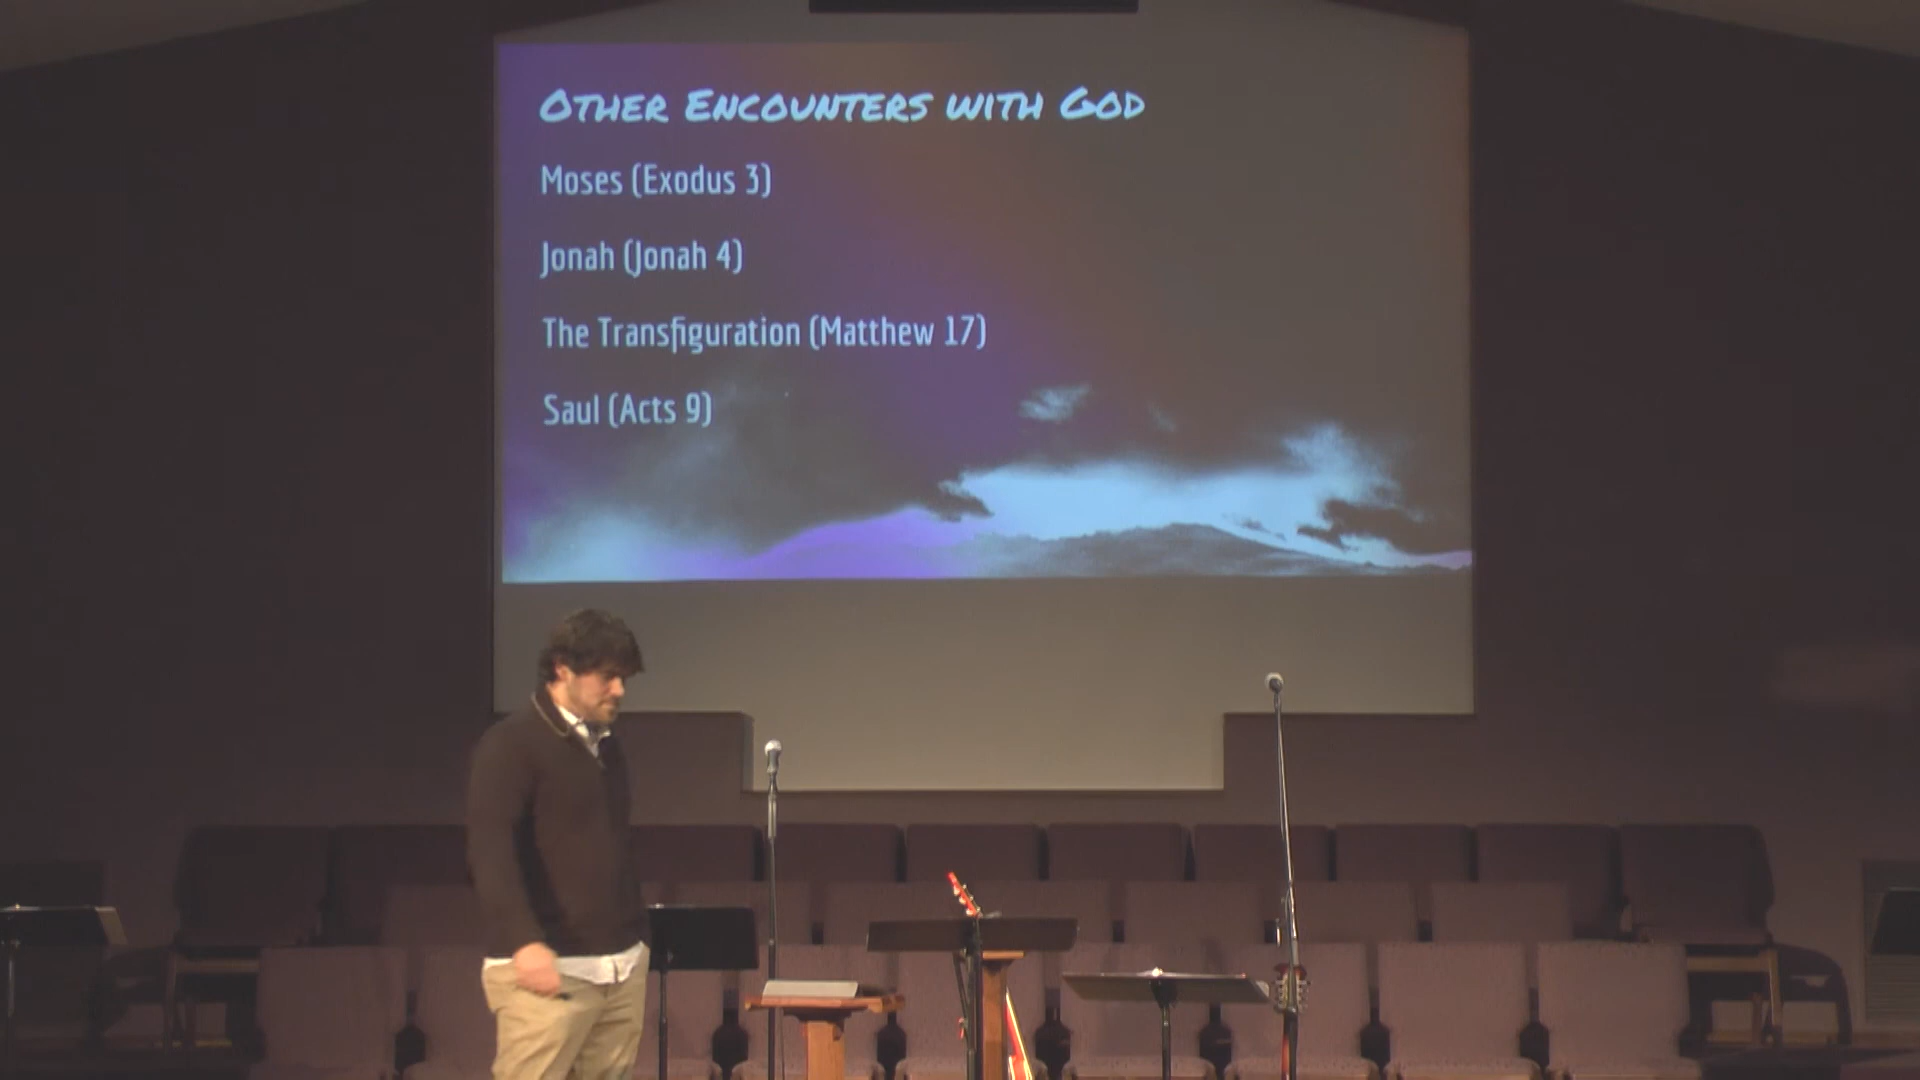 Other Encounters with God
Moses (Exodus 3)
Jonah (Jonah 4)
The Transfiguration (Matthew 17)
Saul (Acts 9)